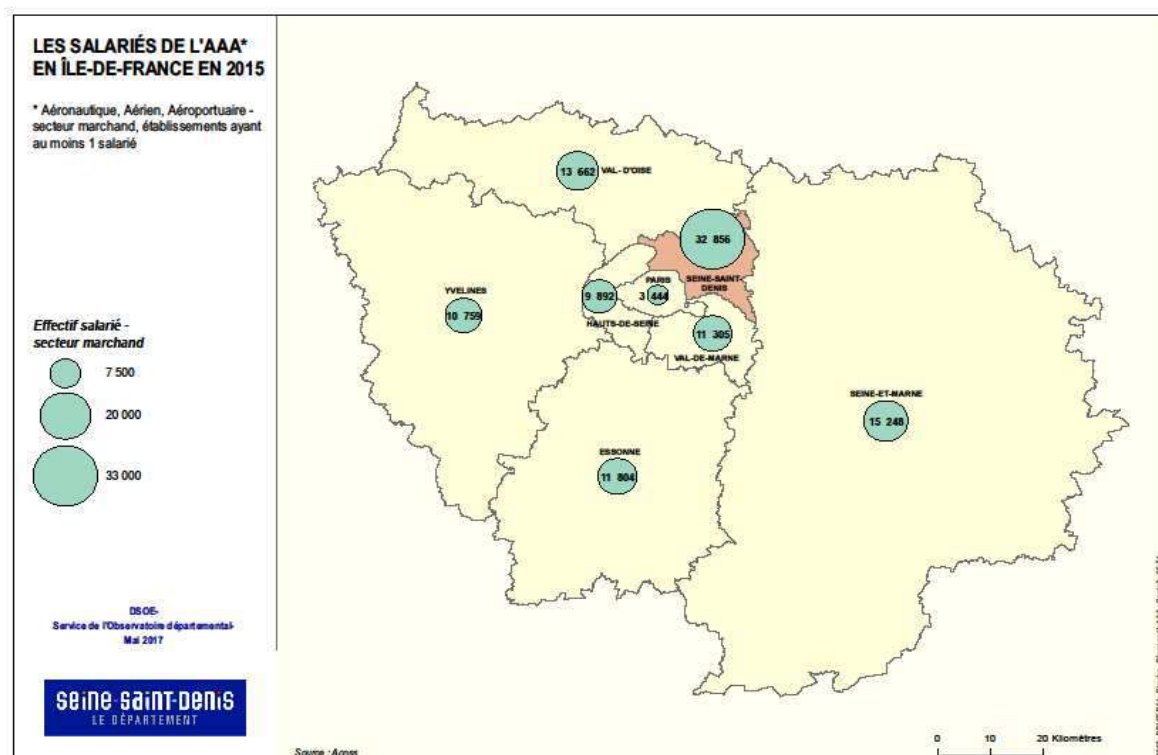 LES SALARIÉS DE L'AAA*
EN ÎLE-DE-FRANCE EN 2015
* Aéronautique, Aérien, Aéroportuaire -
secteur marchand, établissements ayant
au moins 1 salarié
Effectif salarié -
secteur marchand
7 500
20 000
33 000
DSOE-
Service de l'Observatoire départemental-
Mai 2017
seine-saint-denis
LE DÉPARTEMENT
13 662
VAL-D'OISE
32 856
SEINE-SAINT-
DENIS
PARIS
3 444
YVELINES
10 759
9 892
HAUTS-DE-SEINE
11 305
VAL-DE-MARNE
SEINE-ET-MARNE
15 248
ESSONNE
11 804
Source : Acoss
0 10 20 Kilomètres